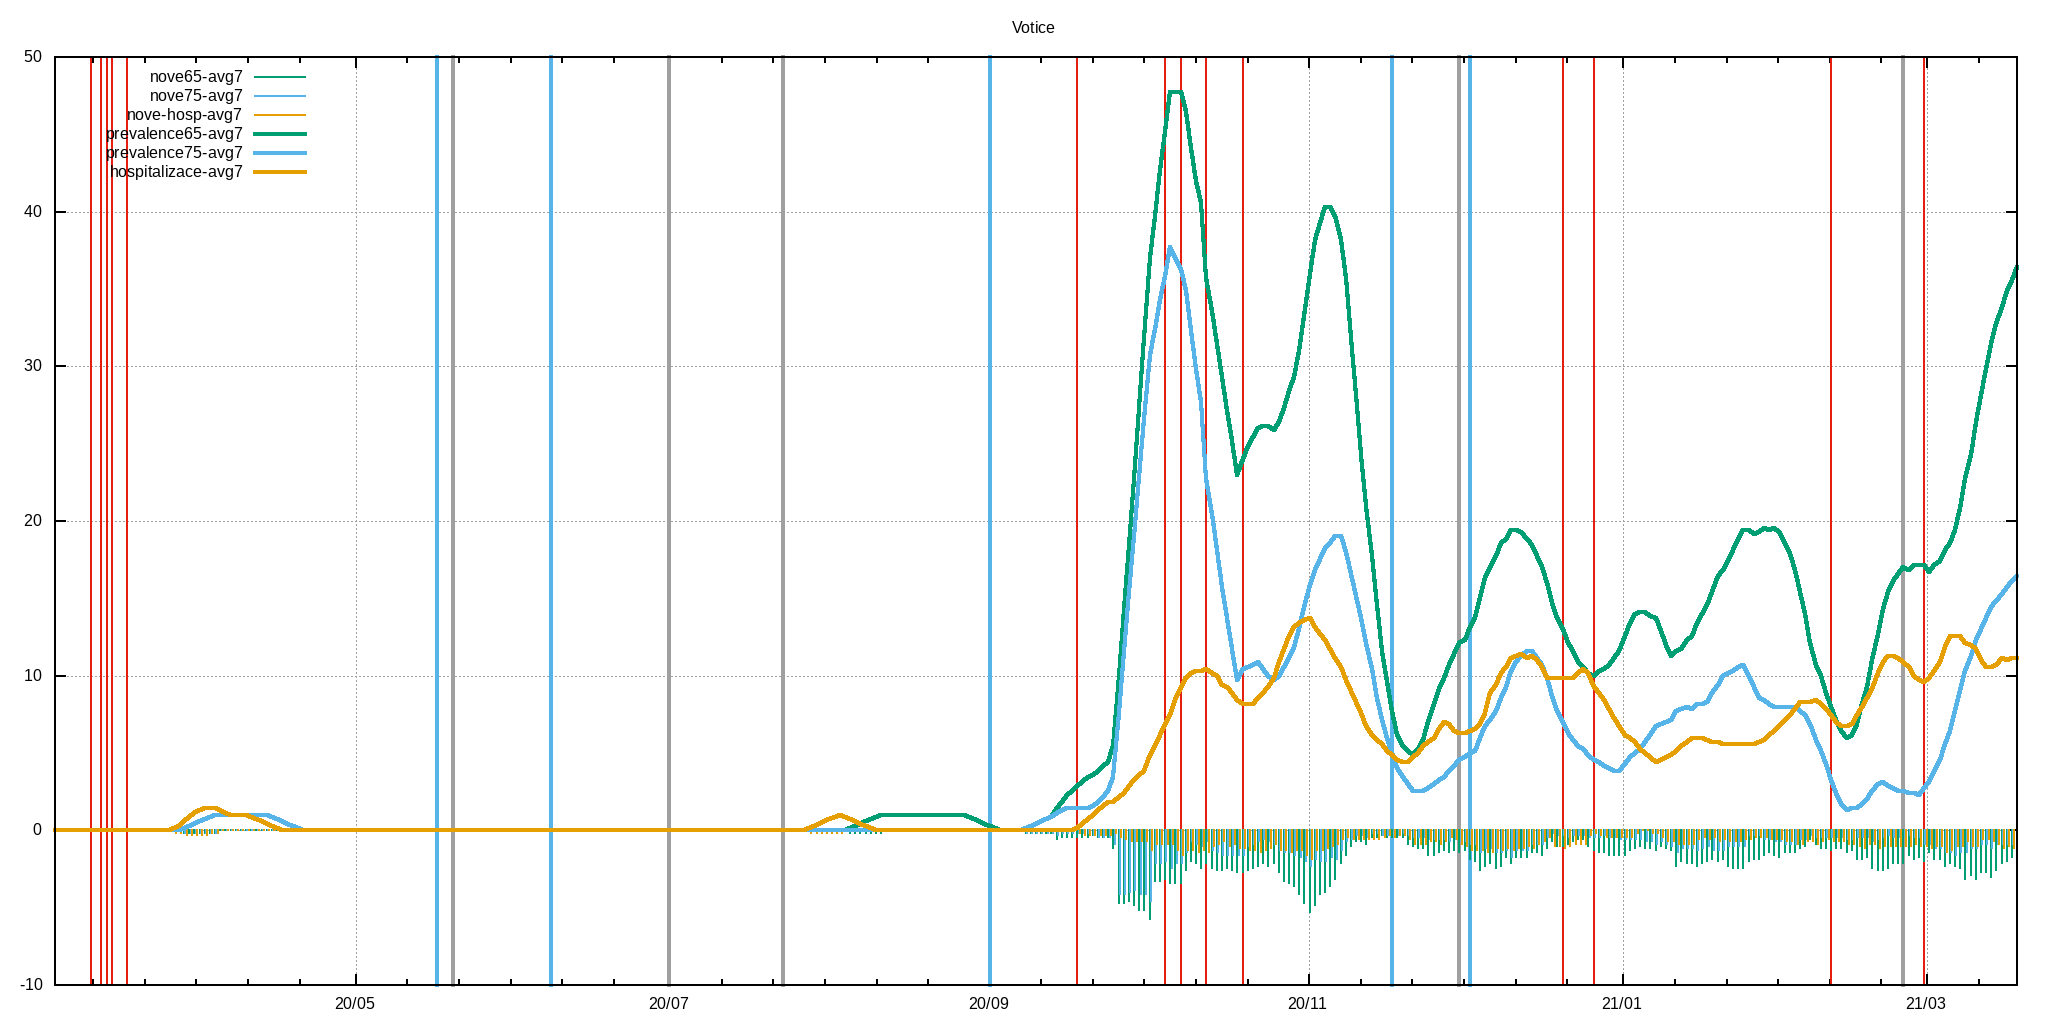 Votice
50
nove65-avg7
nove75-avg7
nove-hosp-avg7
prevalence65-avg7
prevalence75-avg7
hospitalizace-avg7
40
30
20
10
0
-10
20/05 20/07 20/09 20/11 21/01 21/03